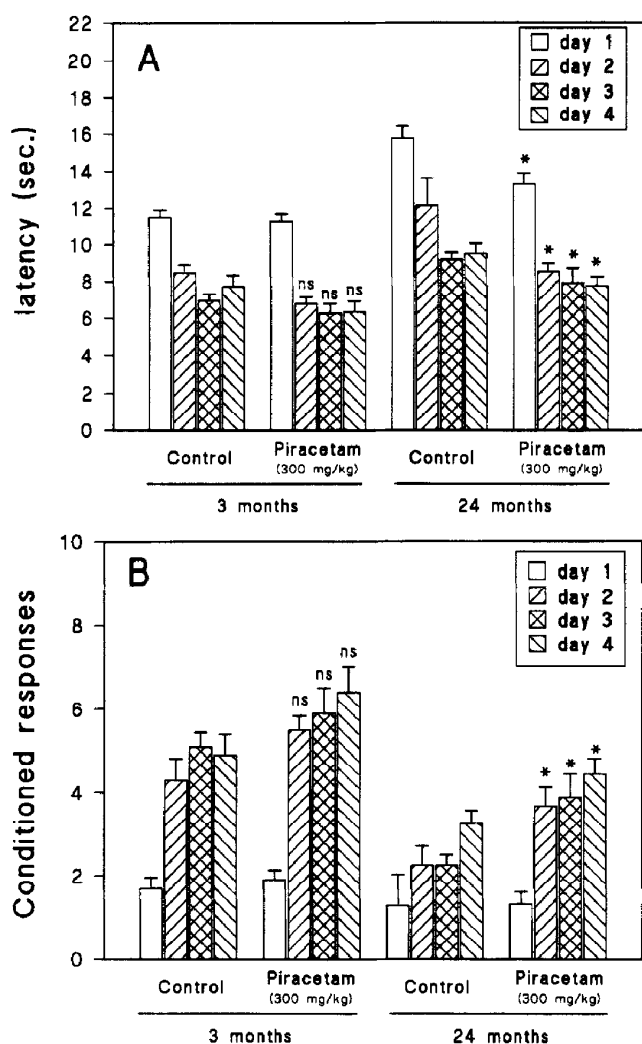 A
latency (sec.)
22
20
18
16
14
12
10
8
6
4
2
0
day 1
day 2
day 3
day 4
ns
ns
ns
*
*
*
*
Control
Piracetam
(300 mg/kg)
Control
Piracetam
(300 mg/kg)
3 months
24 months
B
Conditioned responses
10
8
6
4
2
0
day 1
day 2
day 3
day 4
ns
ns
ns
*
*
*
Control
Piracetam
(300 mg/kg)
Control
Piracetam
(300 mg/kg)
3 months
24 months